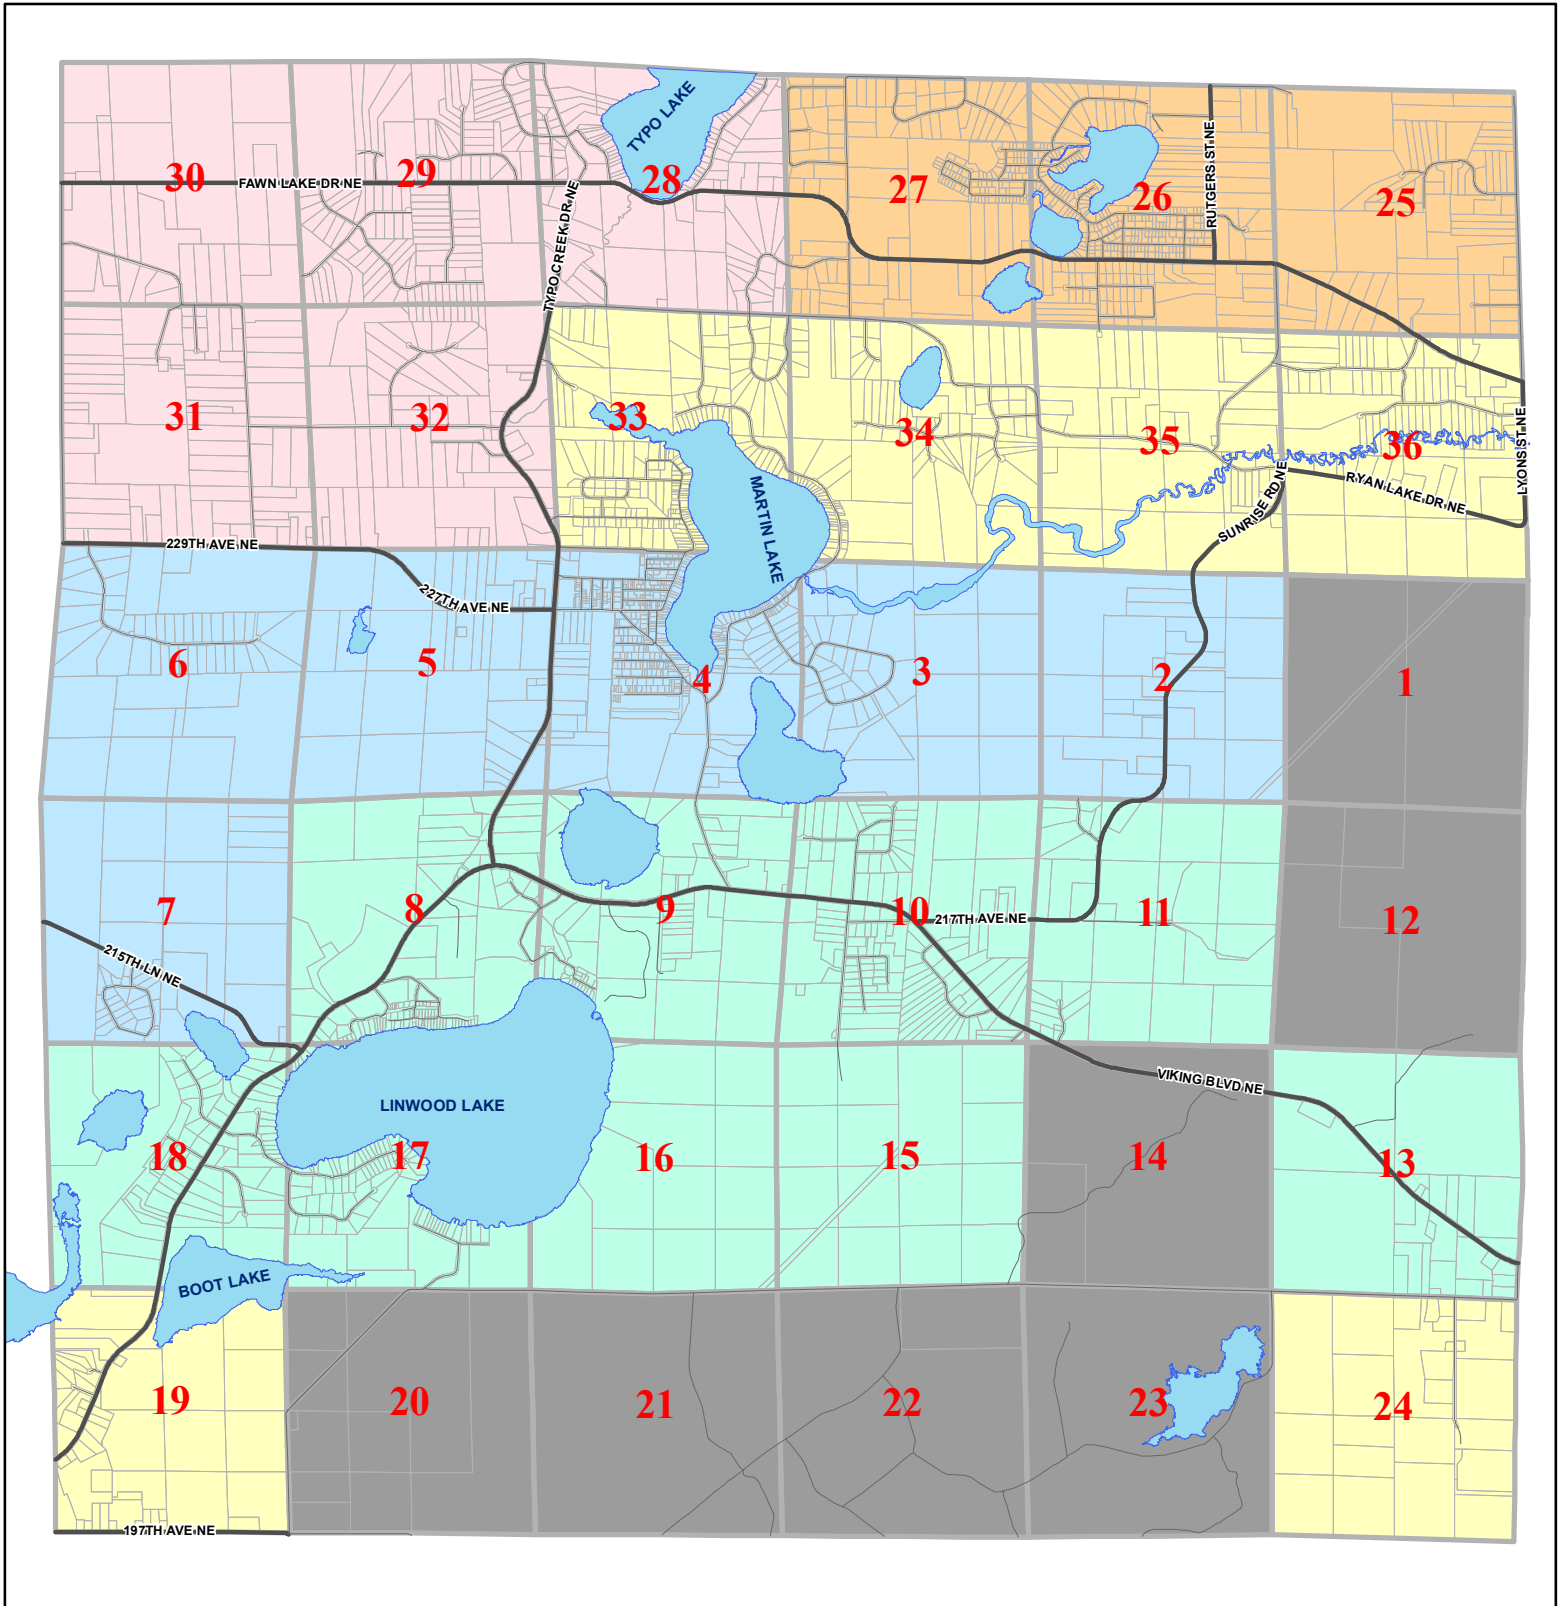 TYPO LAKE
30
FAWN LAKE DR NE
29
28
27
26
RUTGERS ST NE
25
TYPO CREEK DR NE
31
32
33
34
35
36
LYONS ST NE
MARTIN LAKE
SUNRISE RD NE
RYAN LAKE DR NE
229TH AVE NE
227TH AVE NE
6
5
4
3
2
1
7
8
9
10
217TH AVE NE
11
12
215TH LN NE
VIKING BLVD NE
LINWOOD LAKE
18
17
16
15
14
13
BOOT LAKE
19
20
21
22
23
24
197TH AVE NE